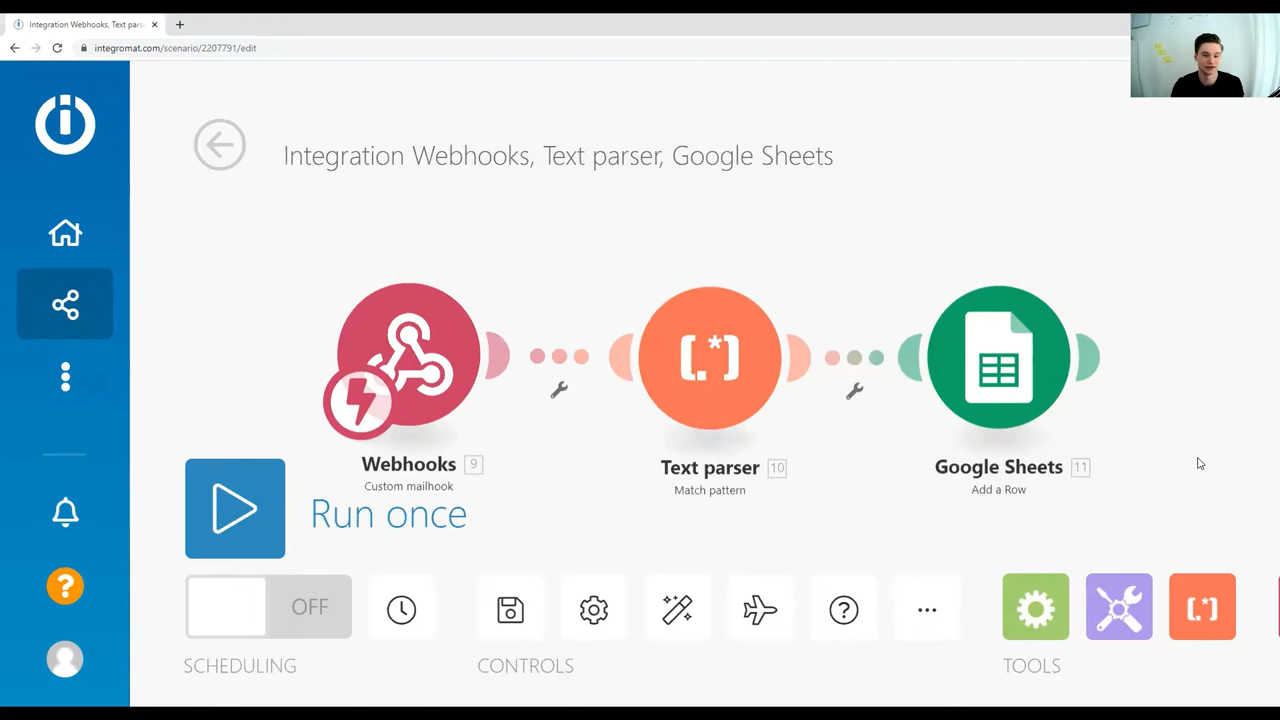 Integration Webhooks, Text pars
integromat.com/scenario/2207791/edit
Integration Webhooks, Text parser, Google Sheets
[.*]
Webhooks 9
Custom mailhook
Text parser 10
Match pattern
Google Sheets 11
Add a Row
Run once
OFF
?
?
...
[.*]
SCHEDULING
CONTROLS
TOOLS